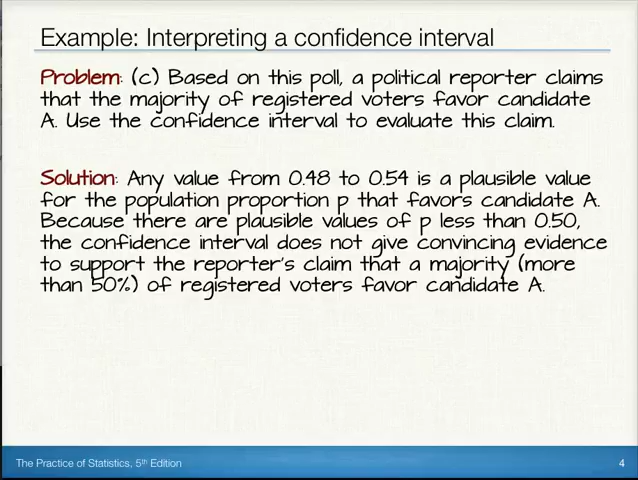 Example: Interpreting a confidence interval
Problem: (c) Based on this poll, a political reporter claims
that the majority of registered voters favor candidate
A. Use the confidence interval to evaluate this claim.
Solution: Any value from 0.48 to 0.54 is a plausible value
for the population proportion p that favors candidate A.
Because there are plausible values of p less than 0.50,
the confidence interval does not give convincing evidence
to support the reporter's claim that a majority (more
than 50%) of registered voters favor candidate A.
The Practice of Statistics, 5th Edition
4